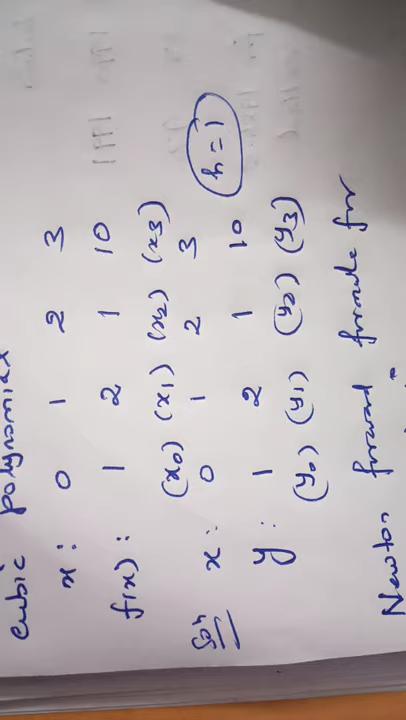 cubic polynomial
x : 0 1 2 3
f(x) : 1 2 1 10
(x0) (x1) (x2) (x3)
Soln x : 0 1 2 3 h=1
y : 1 2 1 10
(y0) (y1) (y2) (y3)
Newton forward formula for